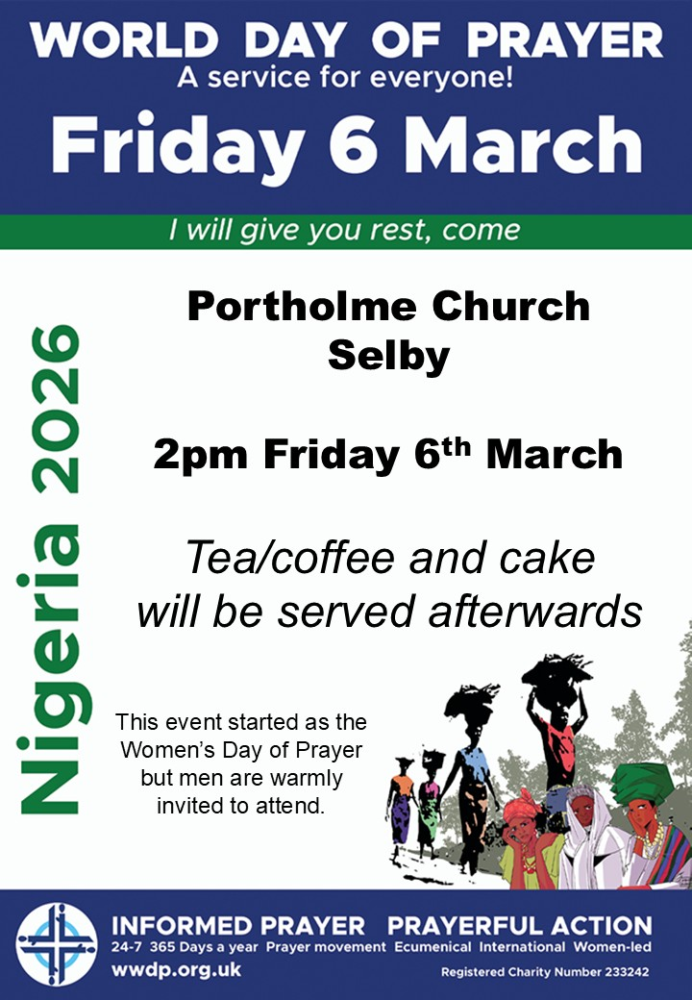 WORLD DAY OF PRAYER
A service for everyone!
Friday 6 March
I will give you rest, come
Nigeria 2026
Portholme Church
Selby
2pm Friday 6th March
Tea/coffee and cake
will be served afterwards
This event started as the
Women’s Day of Prayer
but men are warmly
invited to attend.
INFORMED PRAYER PRAYERFUL ACTION
24-7 365 Days a year Prayer movement Ecumenical International Women-led
wwdp.org.uk
Registered Charity Number 233242